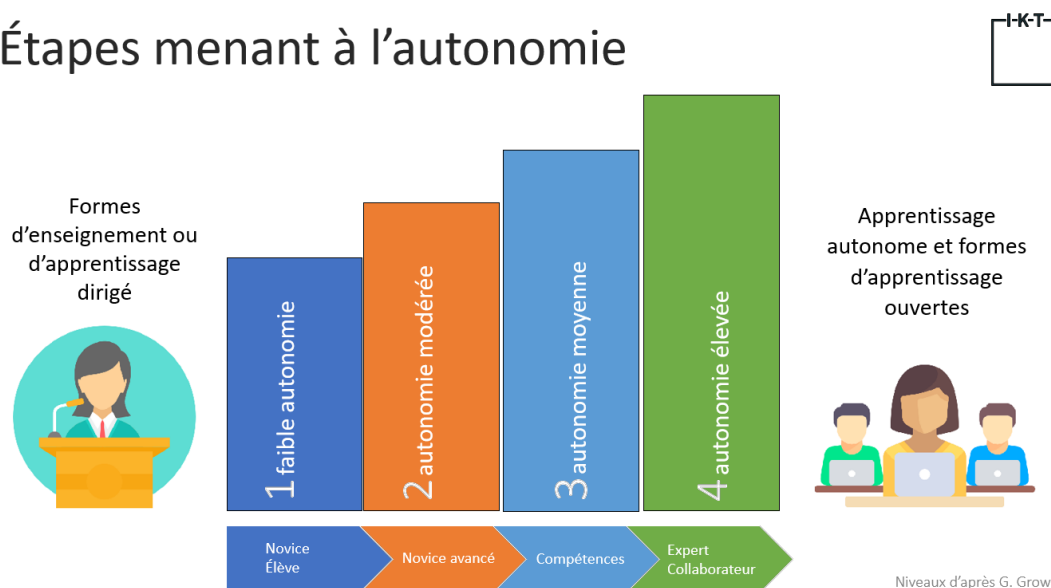 Étapes menant à l'autonomie
I-K-T-
Formes
d'enseignement ou
d'apprentissage
dirigé
1 faible autonomie
2 autonomie modérée
3 autonomie moyenne
4 autonomie élevée
Apprentissage
autonome et formes
d'apprentissage
ouvertes
Novice
Élève
Novice avancé
Compétences
Expert
Collaborateur
Niveaux d'après G. Grow